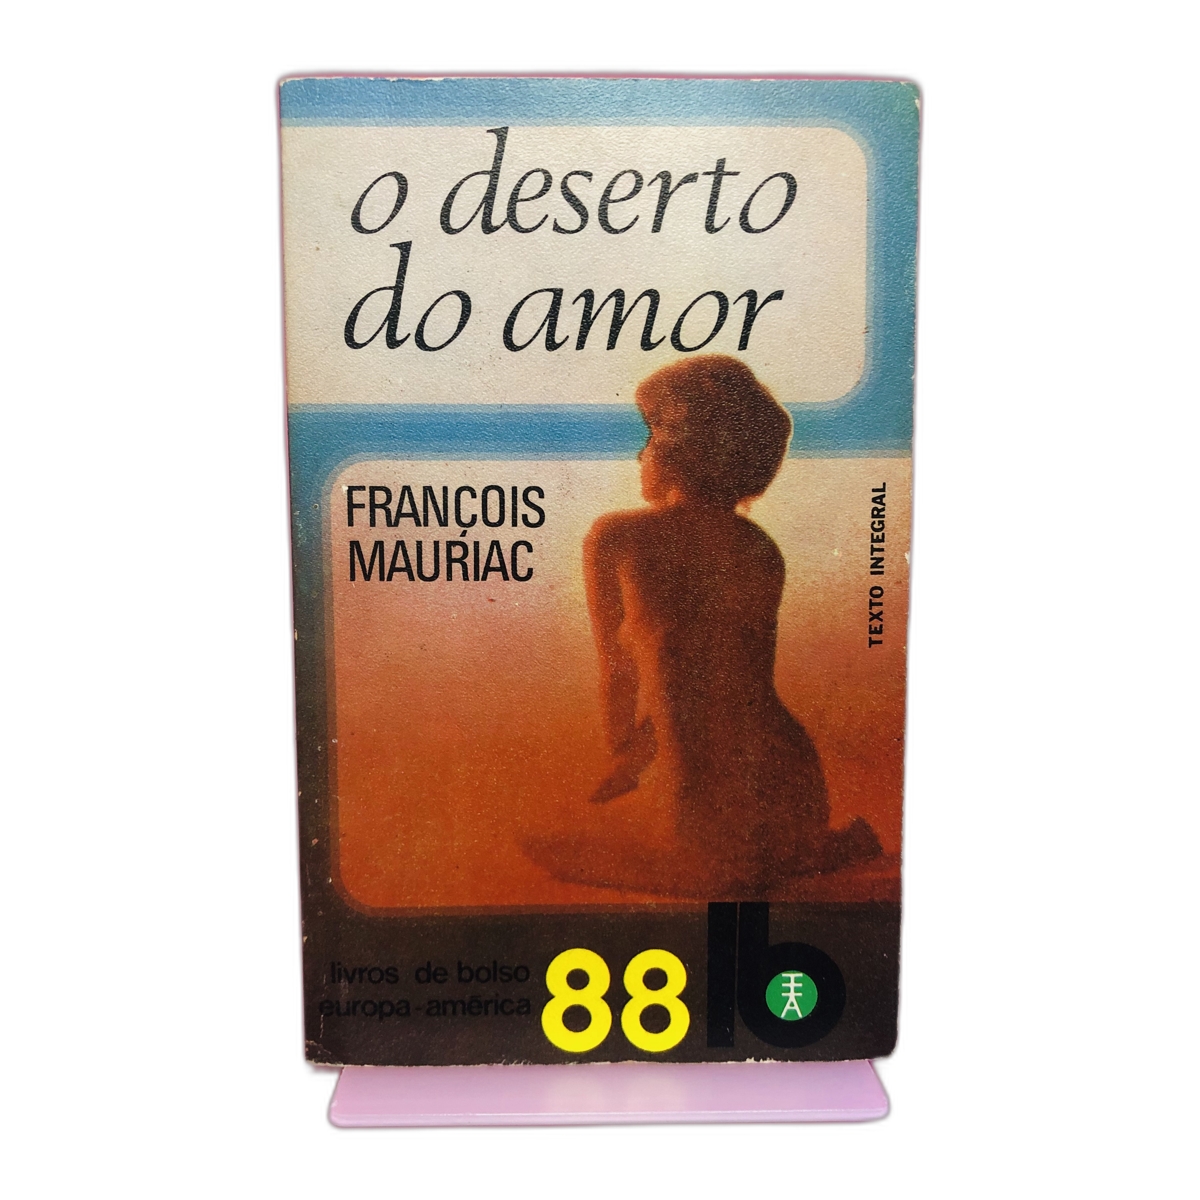 o deserto
do amor
FRANÇOIS
MAURIAC
TEXTO INTEGRAL
livros de bolso
europa-américa
88
lb